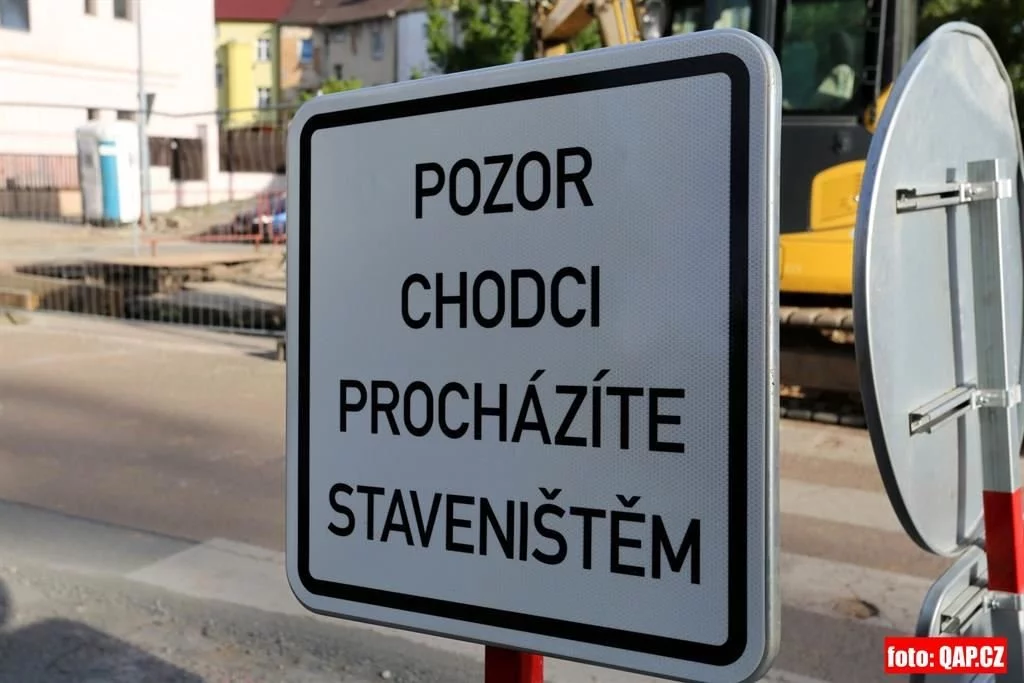 POZOR
CHODCI
PROCHÁZÍTE
STAVENIŠTĚM
foto: QAP.CZ